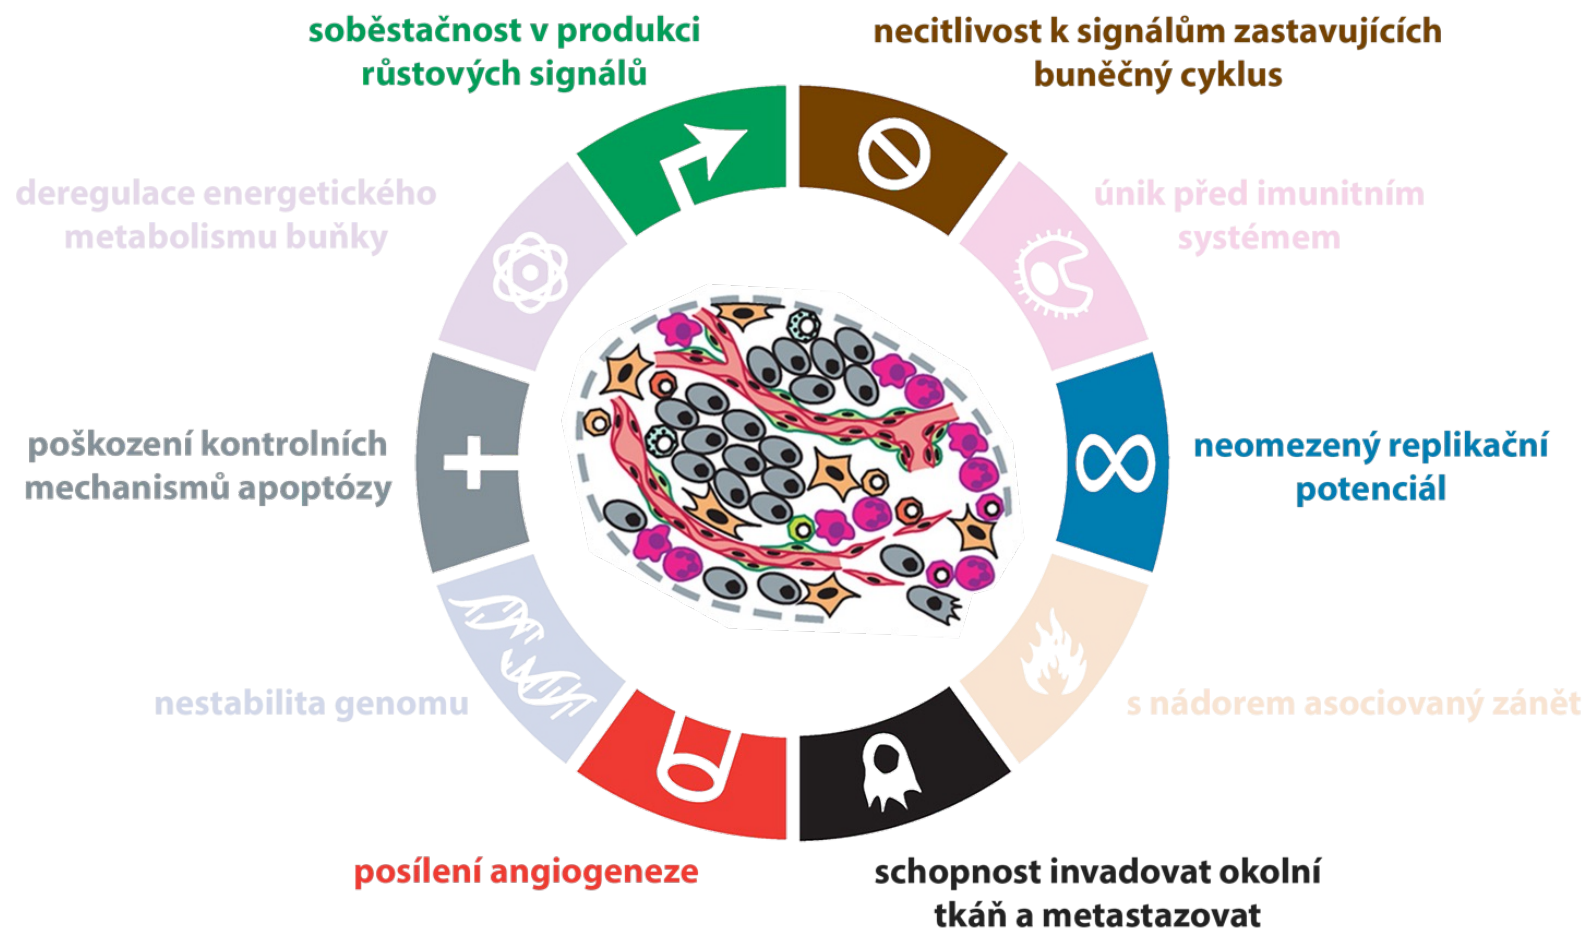 soběstačnost v produkci
růstových signálů
necitlivost k signálům zastavujících
buněčný cyklus
deregulace energetického
metabolismu buňky
únik před imunitním
systémem
poškození kontrolních
mechanismů apoptózy
neomezený replikační
potenciál
nestabilita genomu
s nádorem asociovaný zánět
posílení angiogeneze
schopnost invadovat okolní
tkáň a metastazovat